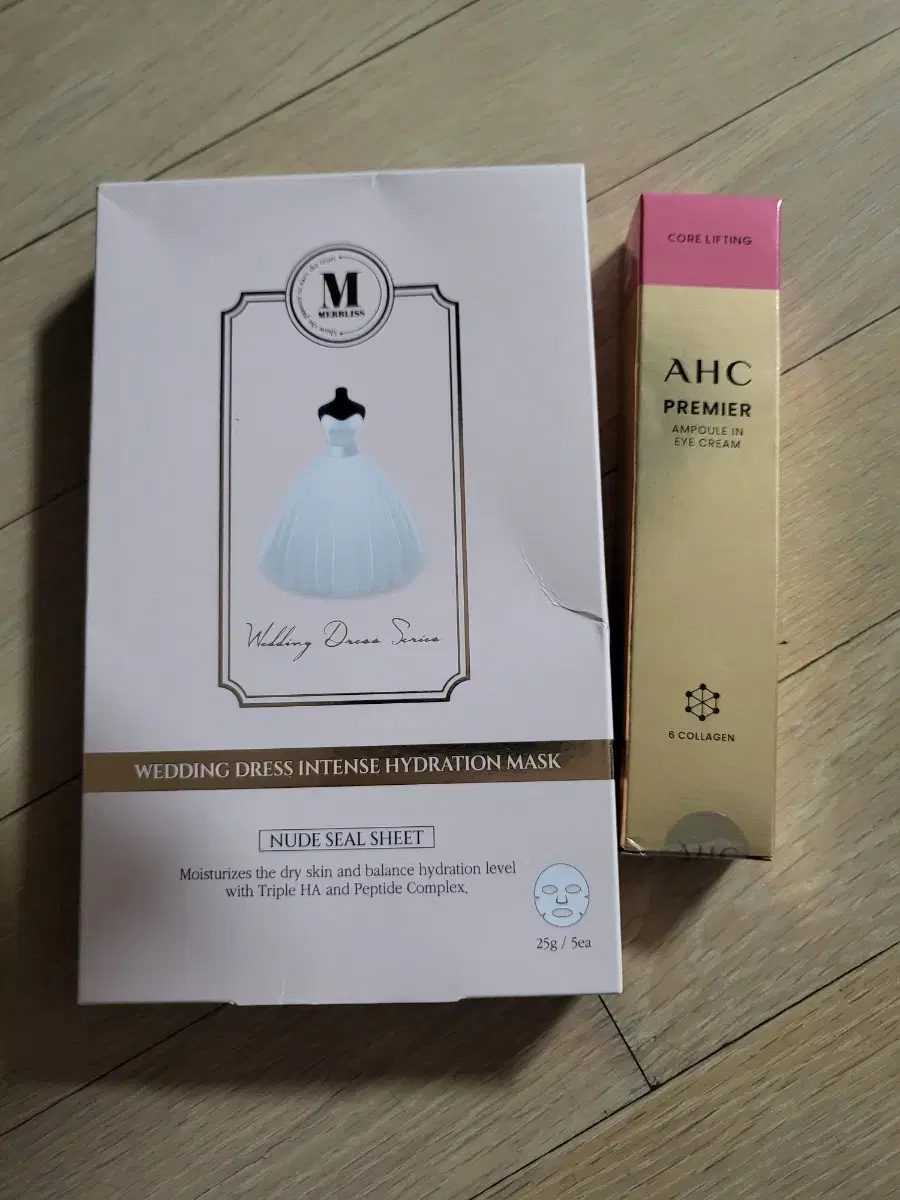 M
MERBLISS
Wedding Dress Series
WEDDING DRESS INTENSE HYDRATION MASK
NUDE SEAL SHEET
Moisturizes the dry skin and balance hydration level
with Triple HA and Peptide Complex,
25g / 5ea
CORE LIFTING
AHC
PREMIER
AMPOULE IN
EYE CREAM
6 COLLAGEN
AHC